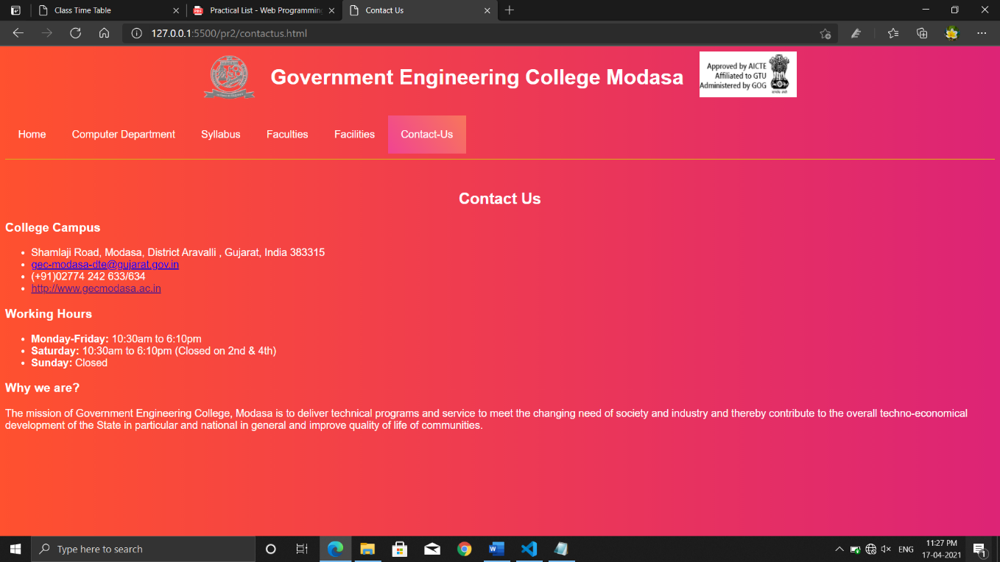 Class Time Table
Practical List - Web Programming
Contact Us
127.0.0.1:5500/pr2/contactus.html
Government Engineering College Modasa
Approved by AICTE
Affiliated to GTU
Administered by GOG
Home Computer Department Syllabus Faculties Facilities Contact-Us
Contact Us
College Campus
Shamlaji Road, Modasa, District Aravalli , Gujarat, India 383315
gec-modasa-dte@gujarat.gov.in
(+91)02774 242 633/634
http://www.gecmodasa.ac.in
Working Hours
Monday-Friday: 10:30am to 6:10pm
Saturday: 10:30am to 6:10pm (Closed on 2nd & 4th)
Sunday: Closed
Why we are?
The mission of Government Engineering College, Modasa is to deliver technical programs and service to meet the changing need of society and industry and thereby contribute to the overall techno-economical
development of the State in particular and national in general and improve quality of life of communities.
Type here to search
ENG
11:27 PM
17-04-2021
1